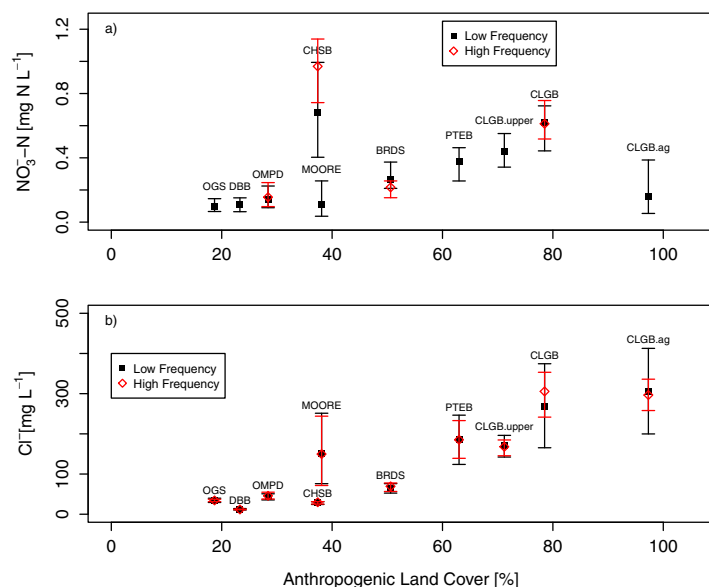 a)
Low Frequency
High Frequency
NO₃⁻–N [mg N L⁻¹]
1.2
0.8
0.4
0.0
CHSB
CLGB
CLGB.upper
PTEB
BRDS
CLGB.ag
MOORE
OMPD
OGS
DBB
0 20 40 60 80 100
b)
Low Frequency
High Frequency
Cl⁻[mg L⁻¹]
500
300
100
0
CLGB
CLGB.ag
MOORE
PTEB
CLGB.upper
BRDS
OGS
DBB
OMPD
CHSB
0 20 40 60 80 100
Anthropogenic Land Cover [%]